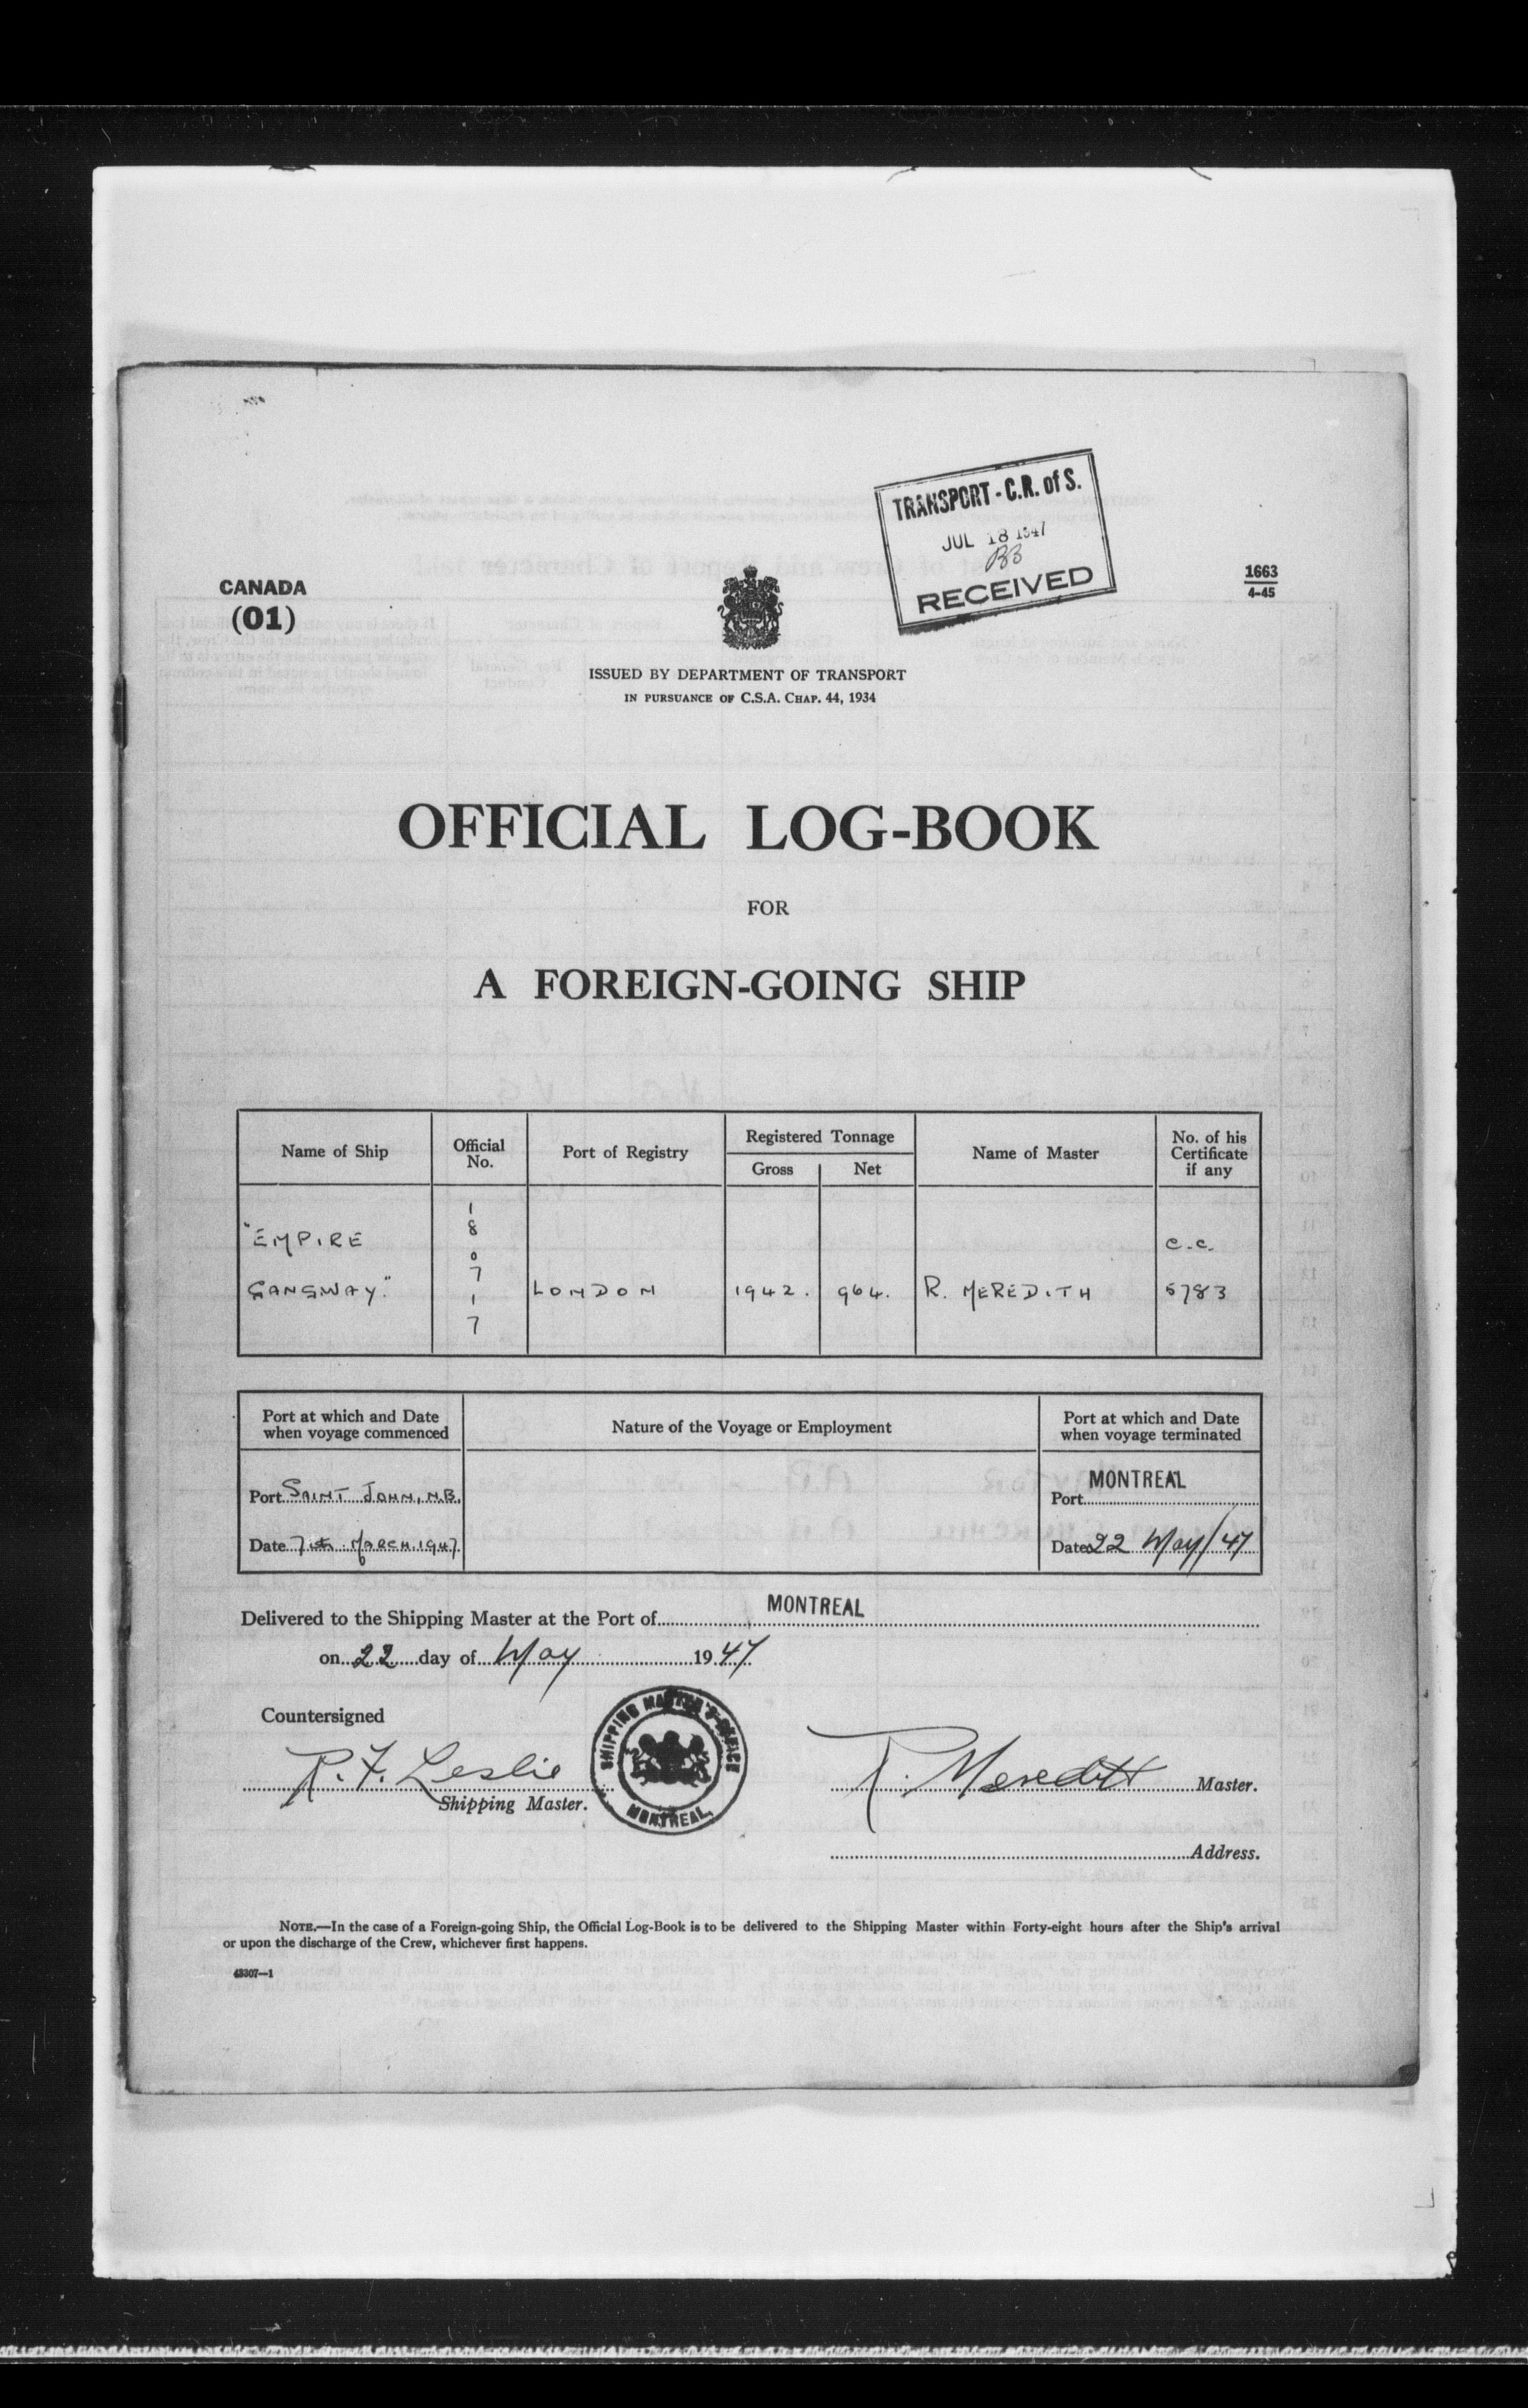 TRANSPORT - C.R. of S.
JUL 18 1947
BB
RECEIVED
CANADA
(01)
1663
4-45
ISSUED BY DEPARTMENT OF TRANSPORT
IN PURSUANCE OF C.S.A. CHAP. 44, 1934
OFFICIAL LOG-BOOK
FOR
A FOREIGN-GOING SHIP
Name of Ship
Official No.
Port of Registry
Registered Tonnage
Gross
Net
Name of Master
No. of his Certificate if any
"EMPIRE GANGWAY."
180717
LONDON
1942.
964.
R. MEREDITH
C.C. 5783
Port at which and Date when voyage commenced
Nature of the Voyage or Employment
Port at which and Date when voyage terminated
Port SAINT JOHN, N.B.
Date 7th MARCH 1947
MONTREAL
Port
Date 22 May/47
Delivered to the Shipping Master at the Port of MONTREAL
on 22 day of May 1947
Countersigned
R. F. Leslie
Shipping Master.
SHIPPING MASTER'S OFFICE
MONTREAL
R. Meredith Master.
Address.
NOTE.—In the case of a Foreign-going Ship, the Official Log-Book is to be delivered to the Shipping Master within Forty-eight hours after the Ship's arrival
or upon the discharge of the Crew, whichever first happens.
48307—1